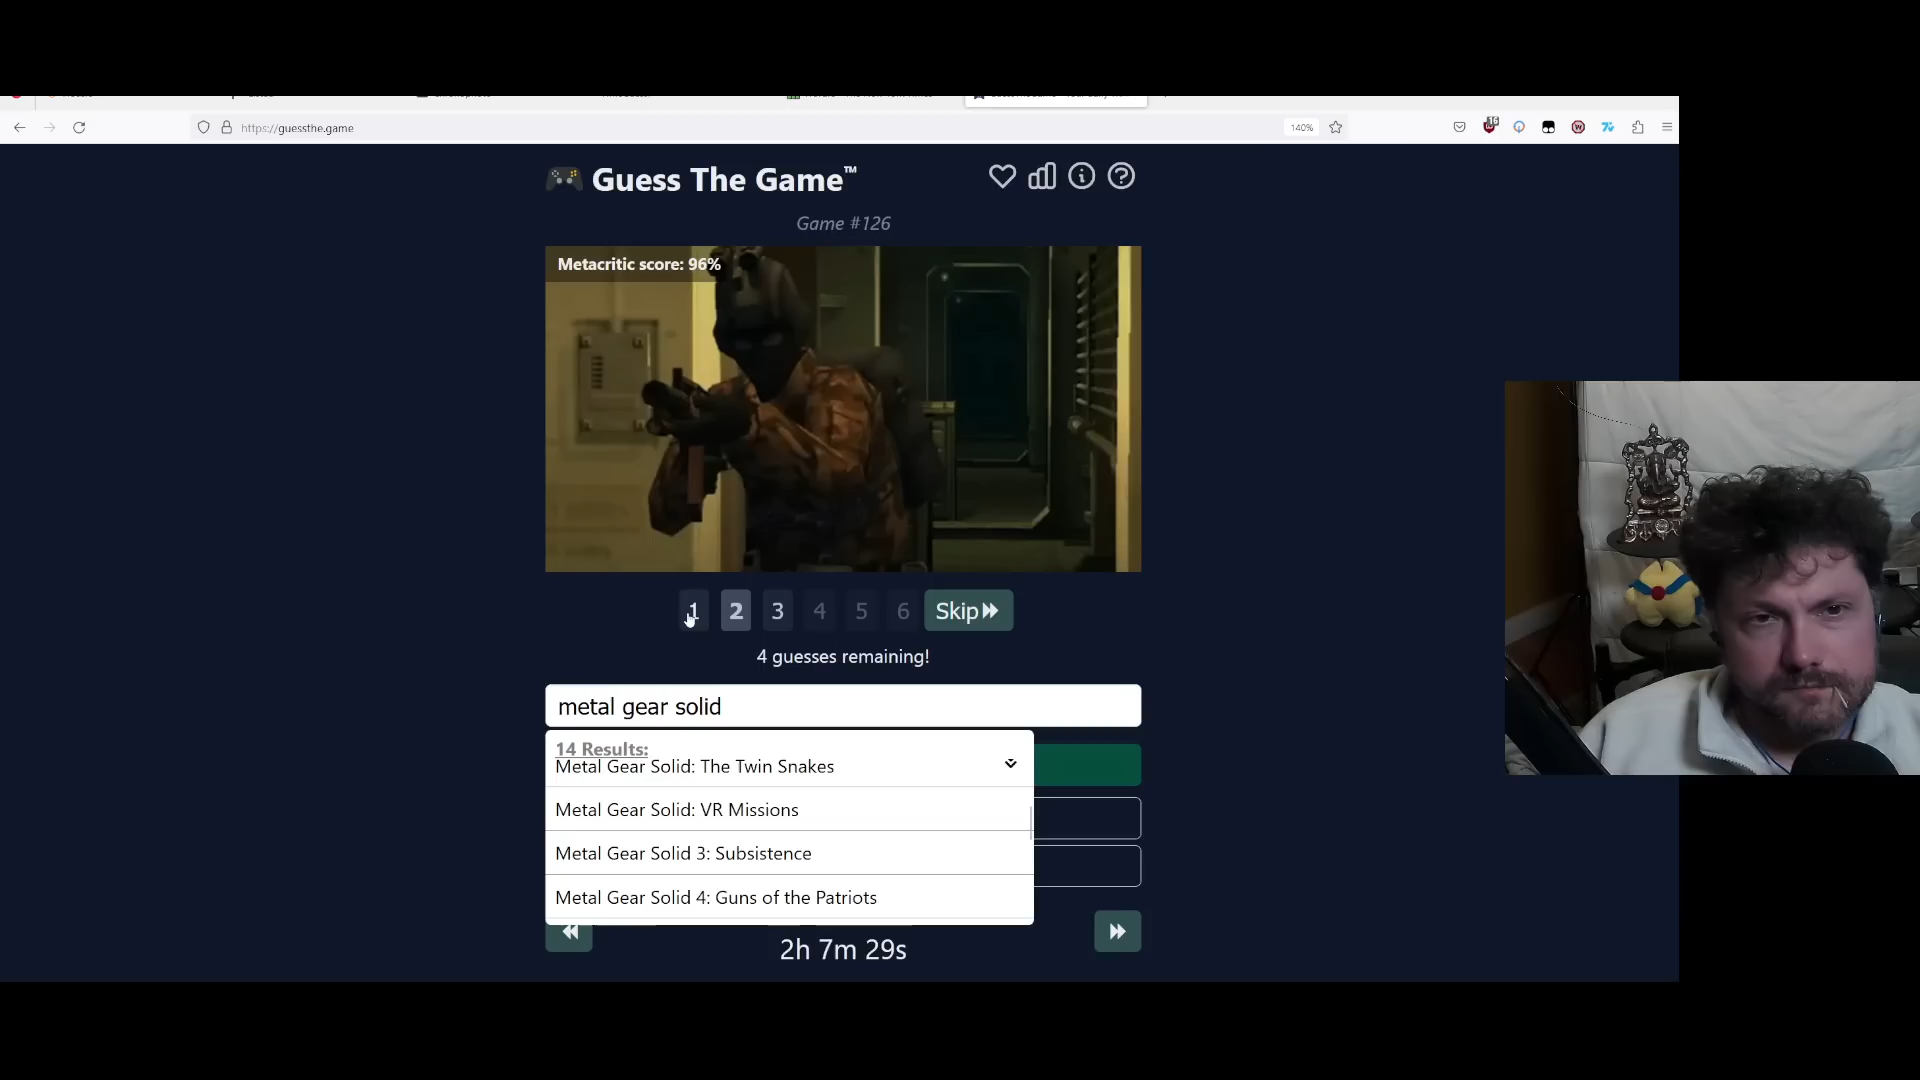 https://guessthe.game
140%
16
Guess The Game™
Game #126
Metacritic score: 96%
1 2 3 4 5 6 Skip
4 guesses remaining!
metal gear solid
14 Results:
Metal Gear Solid: The Twin Snakes
Metal Gear Solid: VR Missions
Metal Gear Solid 3: Subsistence
Metal Gear Solid 4: Guns of the Patriots
2h 7m 29s